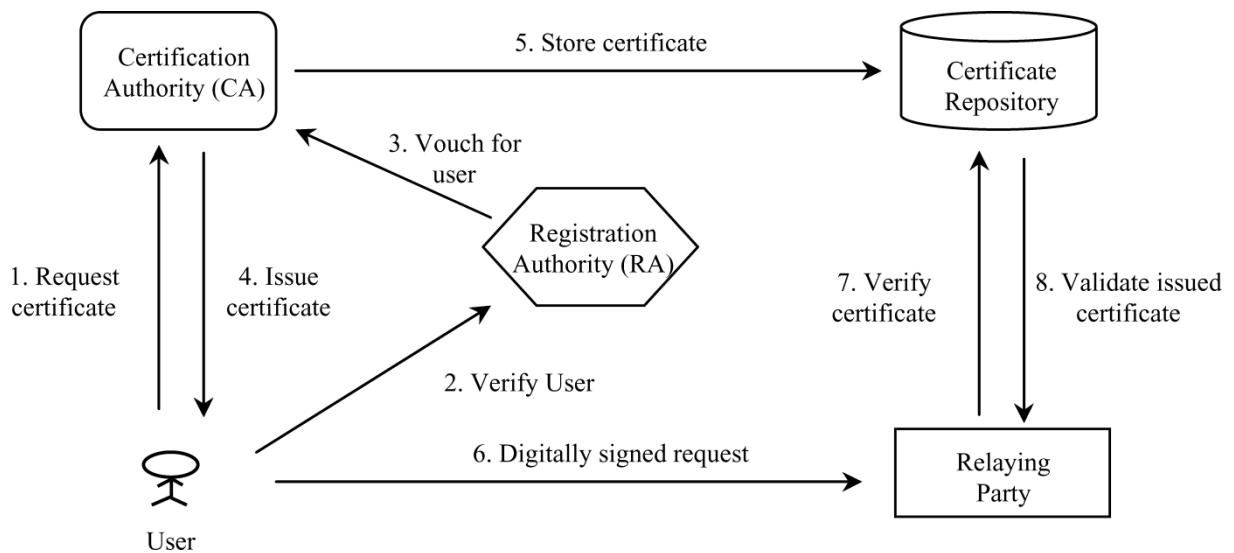 Certification
Authority (CA)
5. Store certificate
Certificate
Repository
3. Vouch for
user
Registration
Authority (RA)
1. Request
certificate
4. Issue
certificate
7. Verify
certificate
8. Validate issued
certificate
2. Verify User
6. Digitally signed request
Relaying
Party
User